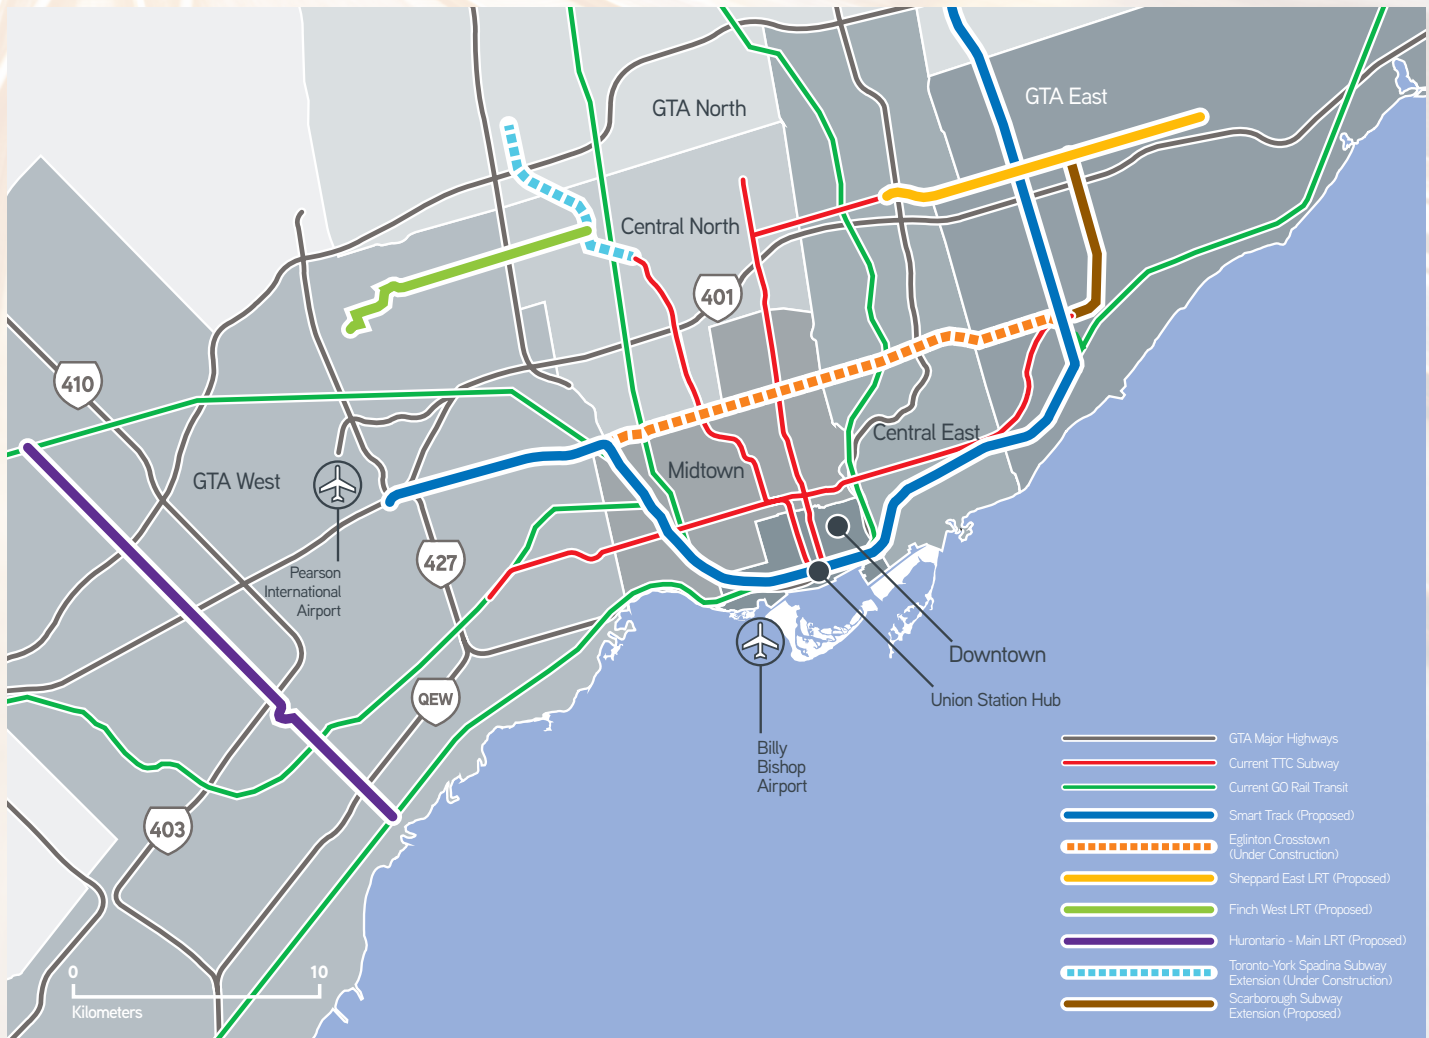 GTA North
GTA East
Central North
401
410
GTA West
Central East
Midtown
427
Pearson
International
Airport
Downtown
QEW
Union Station Hub
Billy
Bishop
Airport
403
0 10
Kilometers
GTA Major Highways
Current TTC Subway
Current GO Rail Transit
Smart Track (Proposed)
Eglinton Crosstown
(Under Construction)
Sheppard East LRT (Proposed)
Finch West LRT (Proposed)
Hurontario - Main LRT (Proposed)
Toronto-York Spadina Subway
Extension (Under Construction)
Scarborough Subway
Extension (Proposed)